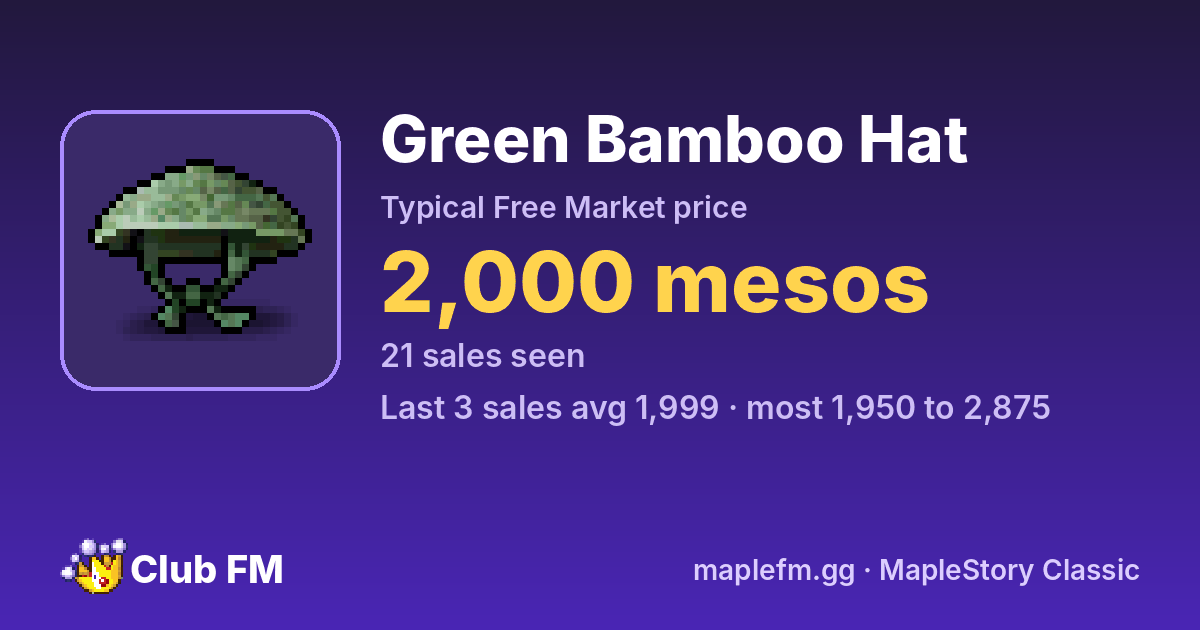 Green Bamboo Hat
Typical Free Market price
2,000 mesos
21 sales seen
Last 3 sales avg 1,999 · most 1,950 to 2,875
Club FM
maplefm.gg · MapleStory Classic